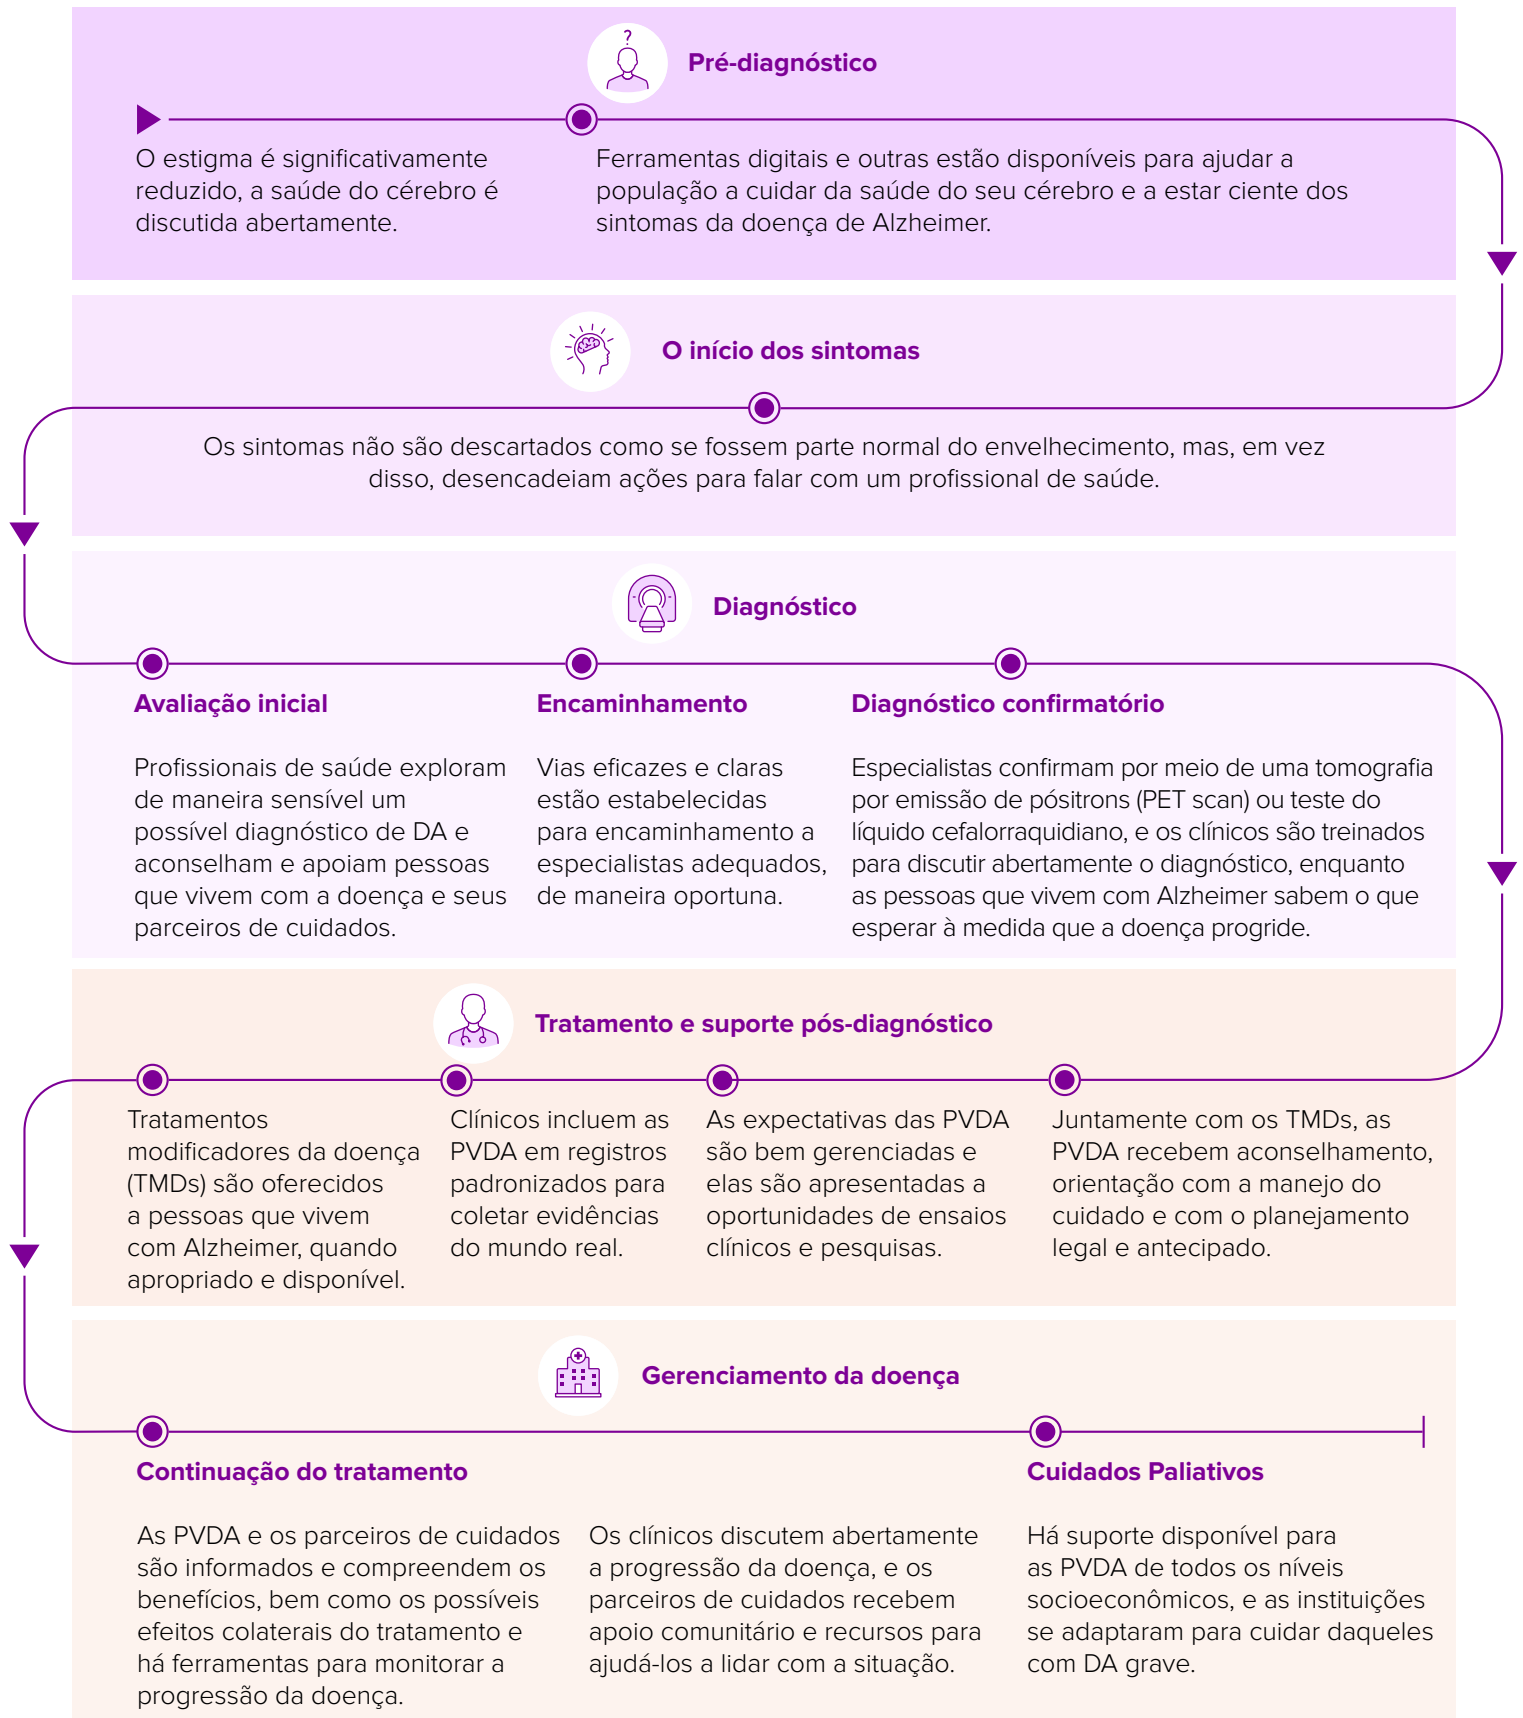 ?
Pré-diagnóstico
O estigma é significativamente
reduzido, a saúde do cérebro é
discutida abertamente.
Ferramentas digitais e outras estão disponíveis para ajudar a
população a cuidar da saúde do seu cérebro e a estar ciente dos
sintomas da doença de Alzheimer.
O início dos sintomas
Os sintomas não são descartados como se fossem parte normal do envelhecimento, mas, em vez
disso, desencadeiam ações para falar com um profissional de saúde.
Diagnóstico
Avaliação inicial
Profissionais de saúde exploram
de maneira sensível um
possível diagnóstico de DA e
aconselham e apoiam pessoas
que vivem com a doença e seus
parceiros de cuidados.
Encaminhamento
Vias eficazes e claras
estão estabelecidas
para encaminhamento a
especialistas adequados,
de maneira oportuna.
Diagnóstico confirmatório
Especialistas confirmam por meio de uma tomografia
por emissão de pósitrons (PET scan) ou teste do
líquido cefalorraquidiano, e os clínicos são treinados
para discutir abertamente o diagnóstico, enquanto
as pessoas que vivem com Alzheimer sabem o que
esperar à medida que a doença progride.
Tratamento e suporte pós-diagnóstico
Tratamentos
modificadores da doença
(TMDs) são oferecidos
a pessoas que vivem
com Alzheimer, quando
apropriado e disponível.
Clínicos incluem as
PVDA em registros
padronizados para
coletar evidências
do mundo real.
As expectativas das PVDA
são bem gerenciadas e
elas são apresentadas a
oportunidades de ensaios
clínicos e pesquisas.
Juntamente com os TMDs, as
PVDA recebem aconselhamento,
orientação com a manejo do
cuidado e com o planejamento
legal e antecipado.
Gerenciamento da doença
Continuação do tratamento
As PVDA e os parceiros de cuidados
são informados e compreendem os
benefícios, bem como os possíveis
efeitos colaterais do tratamento e
há ferramentas para monitorar a
progressão da doença.
Os clínicos discutem abertamente
a progressão da doença, e os
parceiros de cuidados recebem
apoio comunitário e recursos para
ajudá-los a lidar com a situação.
Cuidados Paliativos
Há suporte disponível para
as PVDA de todos os níveis
socioeconômicos, e as instituições
se adaptaram para cuidar daqueles
com DA grave.